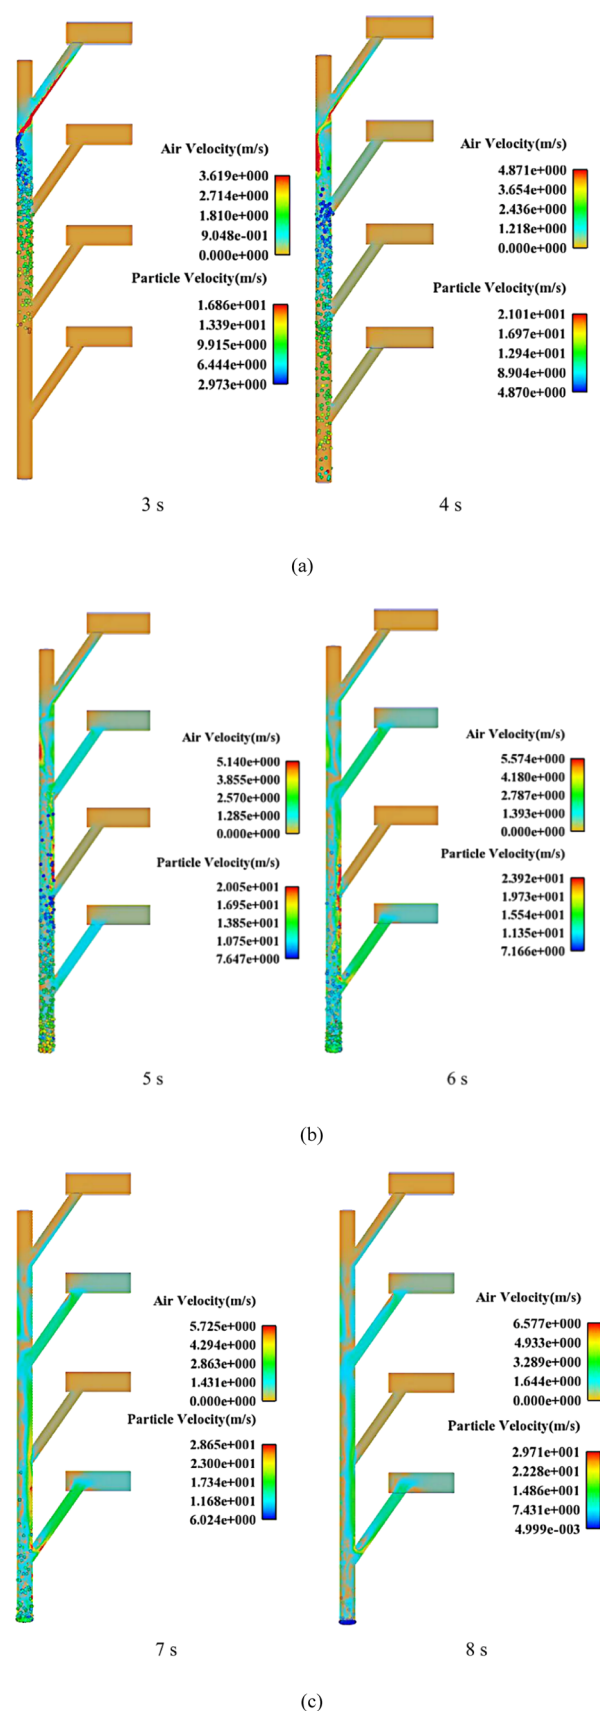 Air Velocity(m/s)
3.619e+000
2.714e+000
1.810e+000
9.048e-001
0.000e+000
Particle Velocity(m/s)
1.686e+001
1.339e+001
9.915e+000
6.444e+000
2.973e+000
3 s
Air Velocity(m/s)
4.871e+000
3.654e+000
2.436e+000
1.218e+000
0.000e+000
Particle Velocity(m/s)
2.101e+001
1.697e+001
1.294e+001
8.904e+000
4.870e+000
4 s
(a)
Air Velocity(m/s)
5.140e+000
3.855e+000
2.570e+000
1.285e+000
0.000e+000
Particle Velocity(m/s)
2.005e+001
1.695e+001
1.385e+001
1.075e+001
7.647e+000
5 s
Air Velocity(m/s)
5.574e+000
4.180e+000
2.787e+000
1.393e+000
0.000e+000
Particle Velocity(m/s)
2.392e+001
1.973e+001
1.554e+001
1.135e+001
7.166e+000
6 s
(b)
Air Velocity(m/s)
5.725e+000
4.294e+000
2.863e+000
1.431e+000
0.000e+000
Particle Velocity(m/s)
2.865e+001
2.300e+001
1.734e+001
1.168e+001
6.024e+000
7 s
Air Velocity(m/s)
6.577e+000
4.933e+000
3.289e+000
1.644e+000
0.000e+000
Particle Velocity(m/s)
2.971e+001
2.228e+001
1.486e+001
7.431e+000
4.999e-003
8 s
(c)